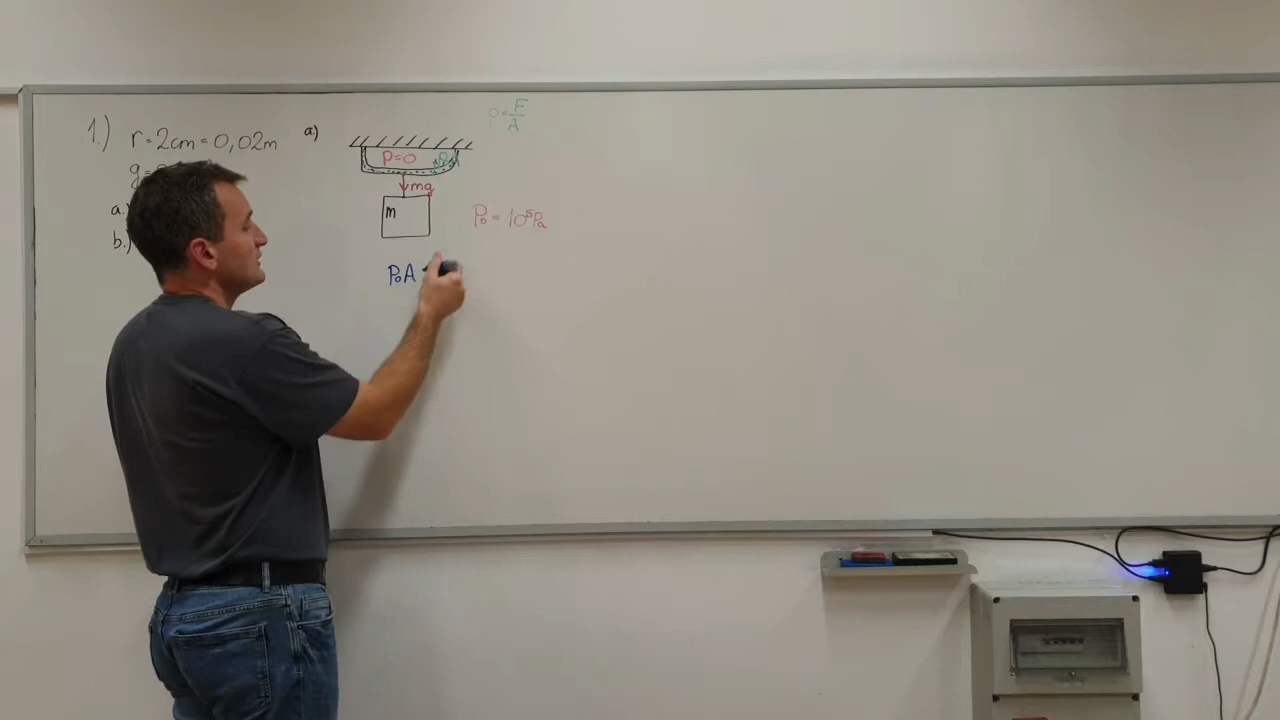 1.) r = 2cm = 0,02m
a.)
b.)
a.)
p = F/A
P=0
mg
m
P₀ = 10⁵Pa
P₀A